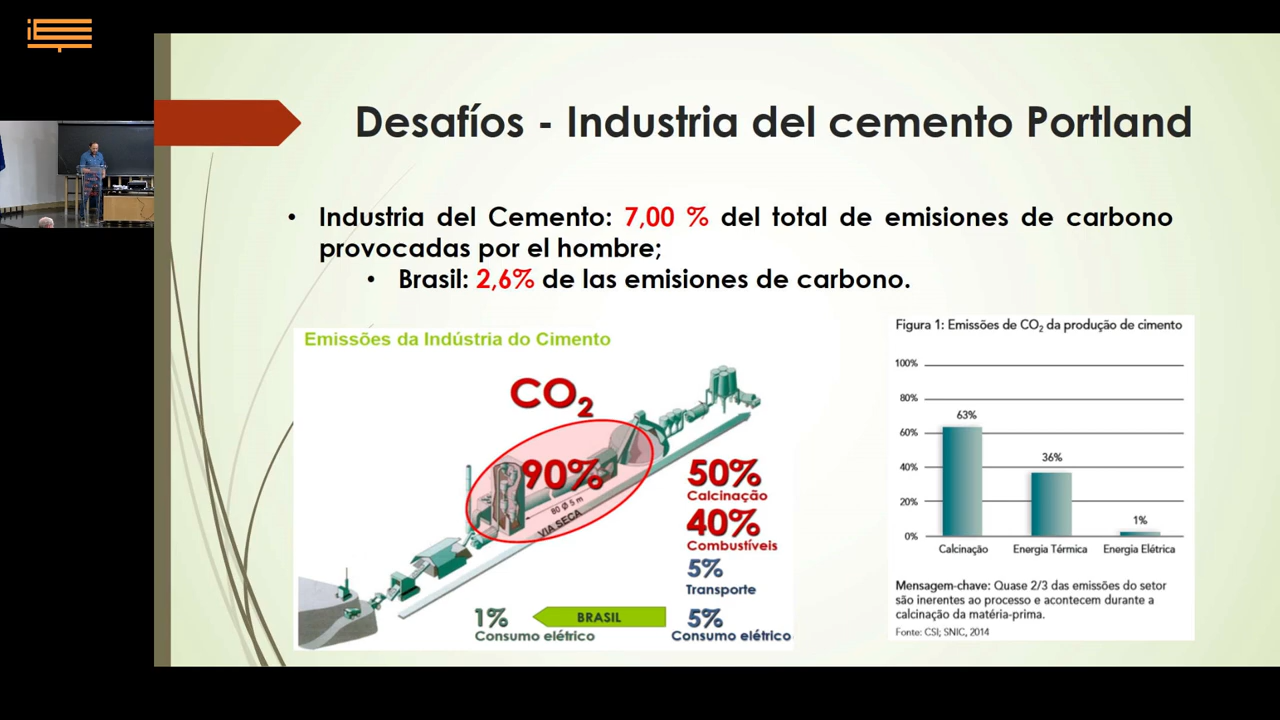 Desafíos - Industria del cemento Portland
• Industria del Cemento: 7,00 % del total de emisiones de carbono
provocadas por el hombre;
• Brasil: 2,6% de las emisiones de carbono.
Emissões da Indústria do Cimento
CO2
90%
80 Ø 5 m
VIA SECA
50%
Calcinação
40%
Combustíveis
5%
Transporte
1%
Consumo elétrico
BRASIL
5%
Consumo elétrico
Figura 1: Emissões de CO2 da produção de cimento
100%
80%
60%
40%
20%
0%
63%
36%
1%
Calcinação Energia Térmica Energia Elétrica
Mensagem-chave: Quase 2/3 das emissões do setor
são inerentes ao processo e acontecem durante a
calcinação da matéria-prima.
Fonte: CSI; SNIC, 2014